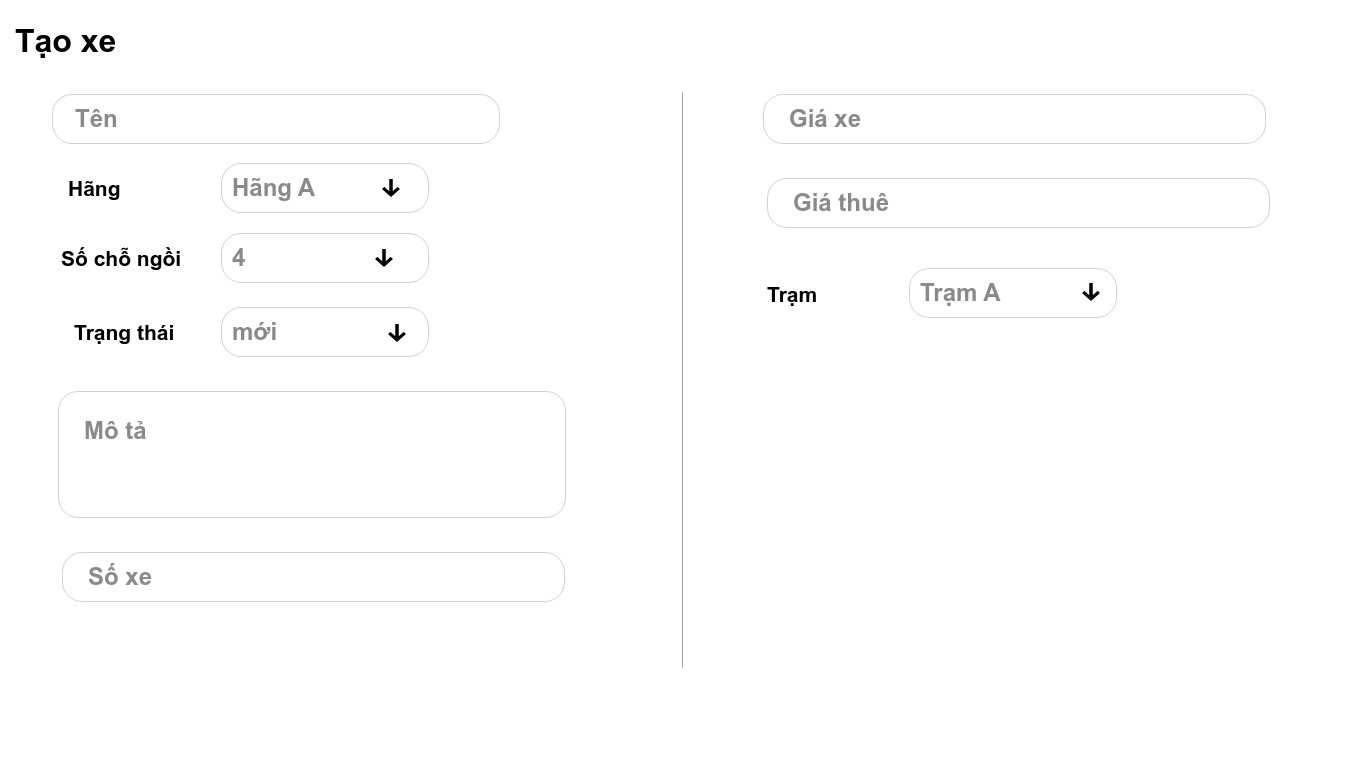 Tạo xe
Tên
Hãng
Hãng A
Số chỗ ngồi
4
Trạng thái
mới
Mô tả
Số xe
Giá xe
Giá thuê
Trạm
Trạm A